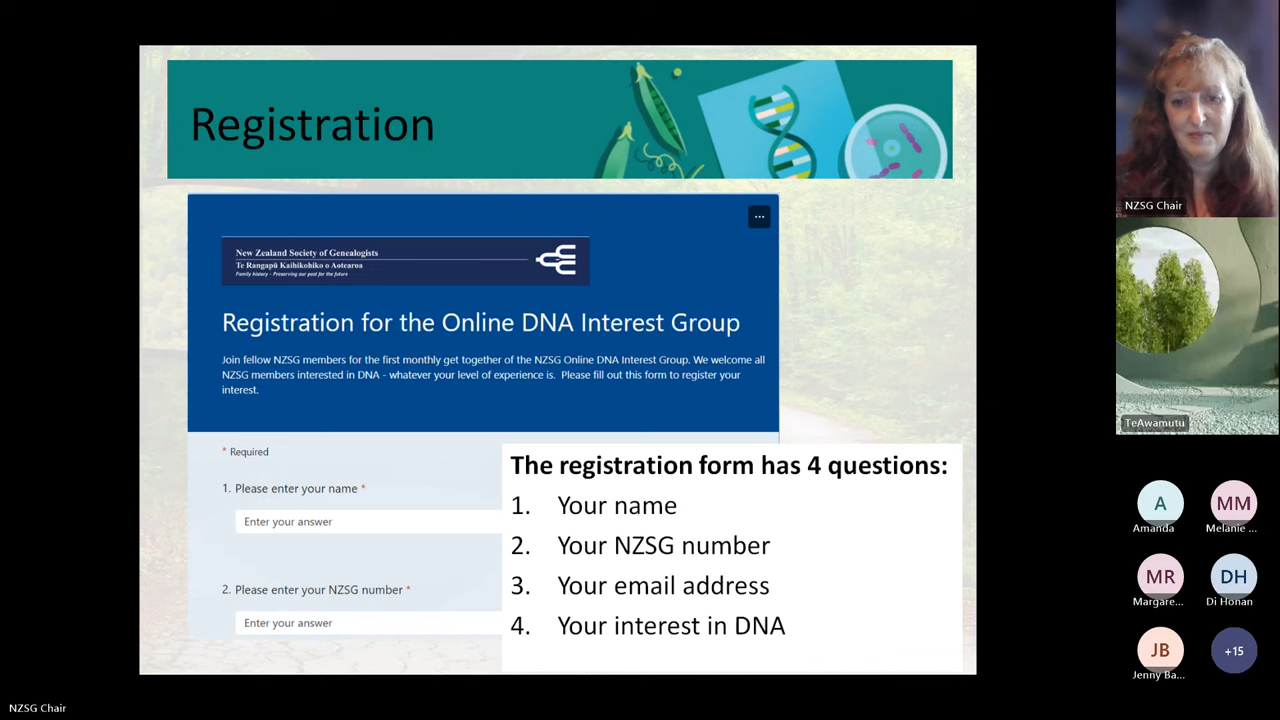 Registration
...
New Zealand Society of Genealogists
Te Rangapū Kaihikohiko o Aotearoa
Family history - Preserving our past for the future
Registration for the Online DNA Interest Group
Join fellow NZSG members for the first monthly get together of the NZSG Online DNA Interest Group. We welcome all
NZSG members interested in DNA - whatever your level of experience is. Please fill out this form to register your
interest.
* Required
1. Please enter your name *
Enter your answer
2. Please enter your NZSG number *
Enter your answer
The registration form has 4 questions:
1. Your name
2. Your NZSG number
3. Your email address
4. Your interest in DNA
NZSG Chair
TeAwamutu
A
Amanda
MM
Melanie ...
MR
Margare...
DH
Di Honan
JB
Jenny Ba...
+15
NZSG Chair